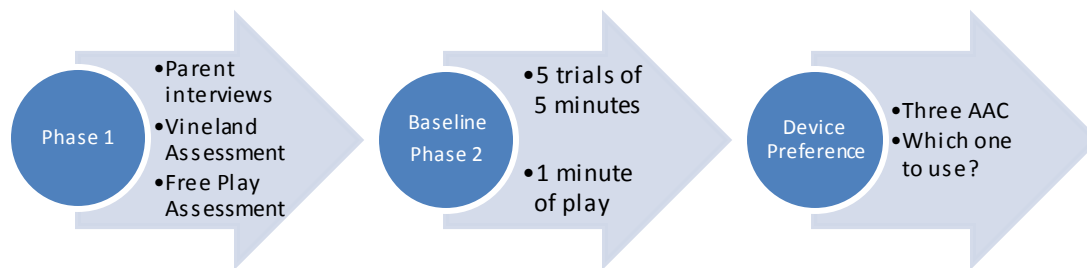 Phase 1
•Parent
interviews
•Vineland
Assessment
•Free Play
Assessment
Baseline
Phase 2
•5 trials of
5 minutes
•1 minute
of play
Device
Preference
•Three AAC
•Which one
to use?